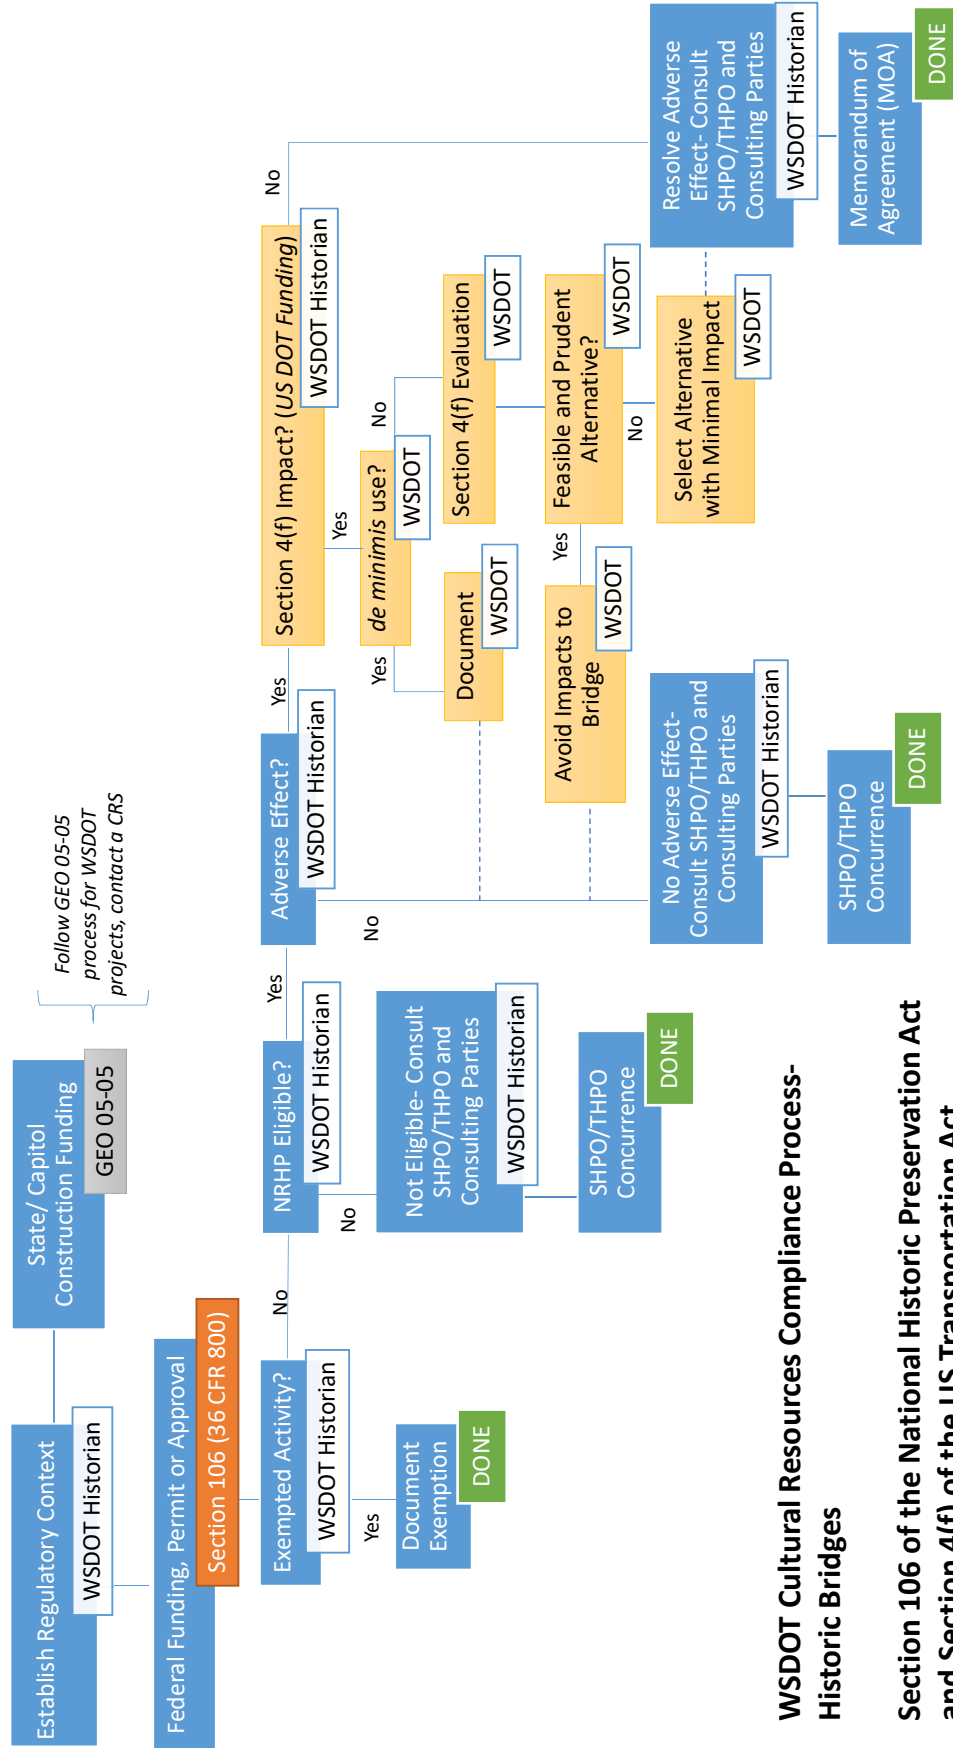 Establish Regulatory Context
WSDOT Historian
State/ Capitol
Construction Funding
GEO 05-05
Follow GEO 05-05
process for WSDOT
projects, contact a CRS
Federal Funding, Permit or Approval
Section 106 (36 CFR 800)
Exempted Activity?
WSDOT Historian
No
Yes
Document
Exemption
DONE
NRHP Eligible?
WSDOT Historian
Yes
No
Not Eligible- Consult
SHPO/THPO and
Consulting Parties
WSDOT Historian
SHPO/THPO
Concurrence
DONE
Adverse Effect?
WSDOT Historian
Yes
No
No Adverse Effect-
Consult SHPO/THPO and
Consulting Parties
WSDOT Historian
SHPO/THPO
Concurrence
DONE
Section 4(f) Impact? (US DOT Funding)
WSDOT Historian
No
Yes
de minimis use?
WSDOT
Yes
No
Document
WSDOT
Section 4(f) Evaluation
WSDOT
Feasible and Prudent
Alternative?
WSDOT
Yes
No
Avoid Impacts to
Bridge
WSDOT
Select Alternative
with Minimal Impact
WSDOT
Resolve Adverse
Effect- Consult
SHPO/THPO and
Consulting Parties
WSDOT Historian
Memorandum of
Agreement (MOA)
DONE
WSDOT Cultural Resources Compliance Process-
Historic Bridges
Section 106 of the National Historic Preservation Act
and Section 4(f) of the US Transportation Act